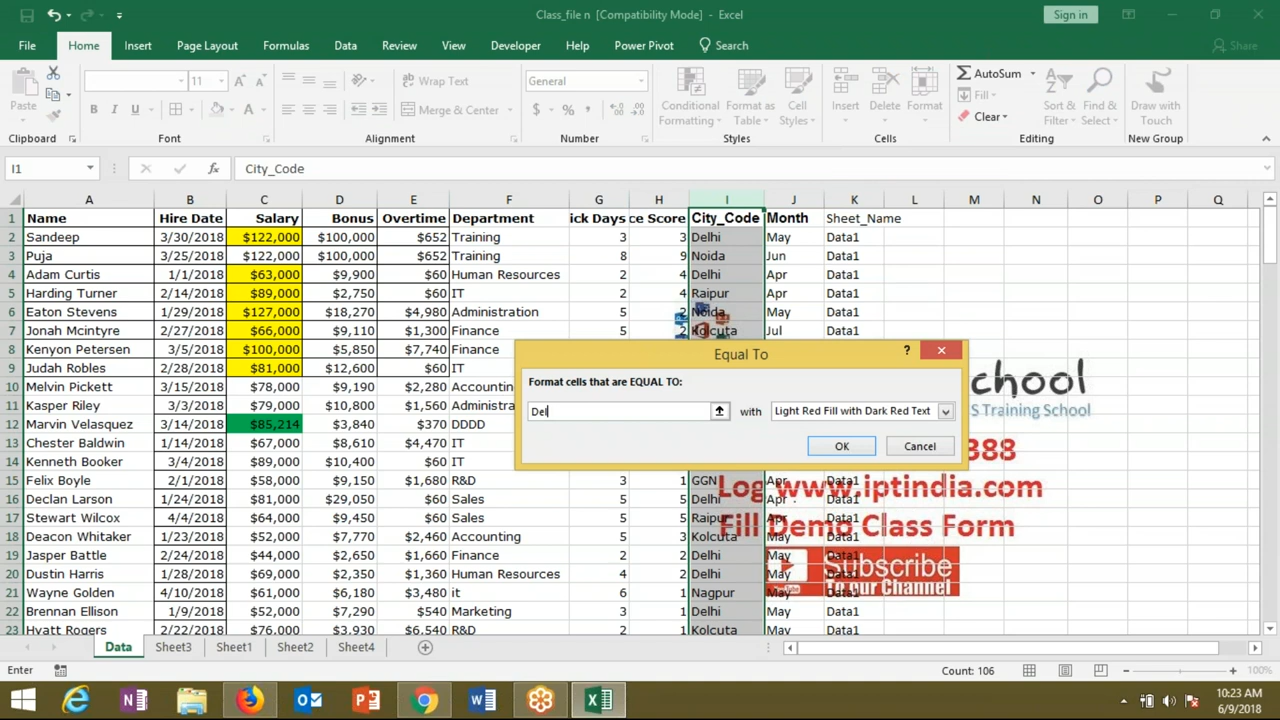 Class_file n [Compatibility Mode] - Excel
Sign in
File Home Insert Page Layout Formulas Data Review View Developer Help Power Pivot Search Share
Paste
11
Wrap Text
Merge & Center
General
Conditional Formatting
Format as Table
Cell Styles
Insert
Delete
Format
AutoSum
Fill
Clear
Sort & Filter
Find & Select
Draw with Touch
Clipboard Font Alignment Number Styles Cells Editing New Group
I1 City_Code
A B C D E F G H I J K L M N O P Q
1 Name Hire Date Salary Bonus Overtime Department ick Days ce Score City_Code Month Sheet_Name
2 Sandeep 3/30/2018 $122,000 $100,000 $652 Training 3 3 Delhi May Data1
3 Puja 3/25/2018 $122,000 $100,000 $652 Training 8 9 Noida Jun Data1
4 Adam Curtis 1/1/2018 $63,000 $9,900 $60 Human Resources 2 4 Delhi Apr Data1
5 Harding Turner 2/14/2018 $89,000 $2,750 $60 IT 2 4 Raipur Apr Data1
6 Eaton Stevens 1/29/2018 $127,000 $18,270 $4,980 Administration 5 2 Noida May Data1
7 Jonah Mcintyre 2/27/2018 $66,000 $9,110 $1,300 Finance 5 2 Kolcuta Jul Data1
8 Kenyon Petersen 3/5/2018 $100,000 $5,850 $7,740 Finance
9 Judah Robles 2/28/2018 $81,000 $12,600 $60 IT
10 Melvin Pickett 3/15/2018 $78,000 $9,190 $2,280 Accounting
11 Kasper Riley 3/3/2018 $79,000 $10,800 $1,560 Administra
12 Marvin Velasquez 3/14/2018 $85,214 $3,840 $370 DDDD
13 Chester Baldwin 1/14/2018 $67,000 $8,610 $4,470 IT
14 Kenneth Booker 3/4/2018 $89,000 $10,400 $60 IT
15 Felix Boyle 2/1/2018 $58,000 $9,150 $1,680 R&D 3 1 GGN Apr Data1
16 Declan Larson 1/24/2018 $81,000 $29,050 $60 Sales 5 5 Delhi Apr Data1
17 Stewart Wilcox 4/4/2018 $64,000 $9,450 $60 Sales 5 5 Raipur Apr Data1
18 Deacon Whitaker 1/23/2018 $52,000 $7,770 $2,460 Accounting 5 3 Kolcuta May Data1
19 Jasper Battle 2/24/2018 $44,000 $2,650 $1,660 Finance 2 2 Delhi May Data1
20 Dustin Harris 1/28/2018 $69,000 $2,350 $1,360 Human Resources 4 2 Delhi May Data1
21 Wayne Golden 4/10/2018 $61,000 $6,180 $3,480 it 6 1 Nagpur May Data1
22 Brennan Ellison 1/9/2018 $52,000 $7,290 $540 Marketing 3 1 Delhi May Data1
23 Hyatt Rogers 2/22/2018 $76,000 $3,930 $6,540 R&D 2 1 Kolcuta May Data1
Equal To
?
Format cells that are EQUAL TO:
Del with Light Red Fill with Dark Red Text
OK Cancel
chool
S Training School
888
Log www.iptindia.com
Fill Demo Class Form
Subscribe
To our Channel
Data Sheet3 Sheet1 Sheet2 Sheet4
Enter Count: 106 100%
10:23 AM
6/9/2018